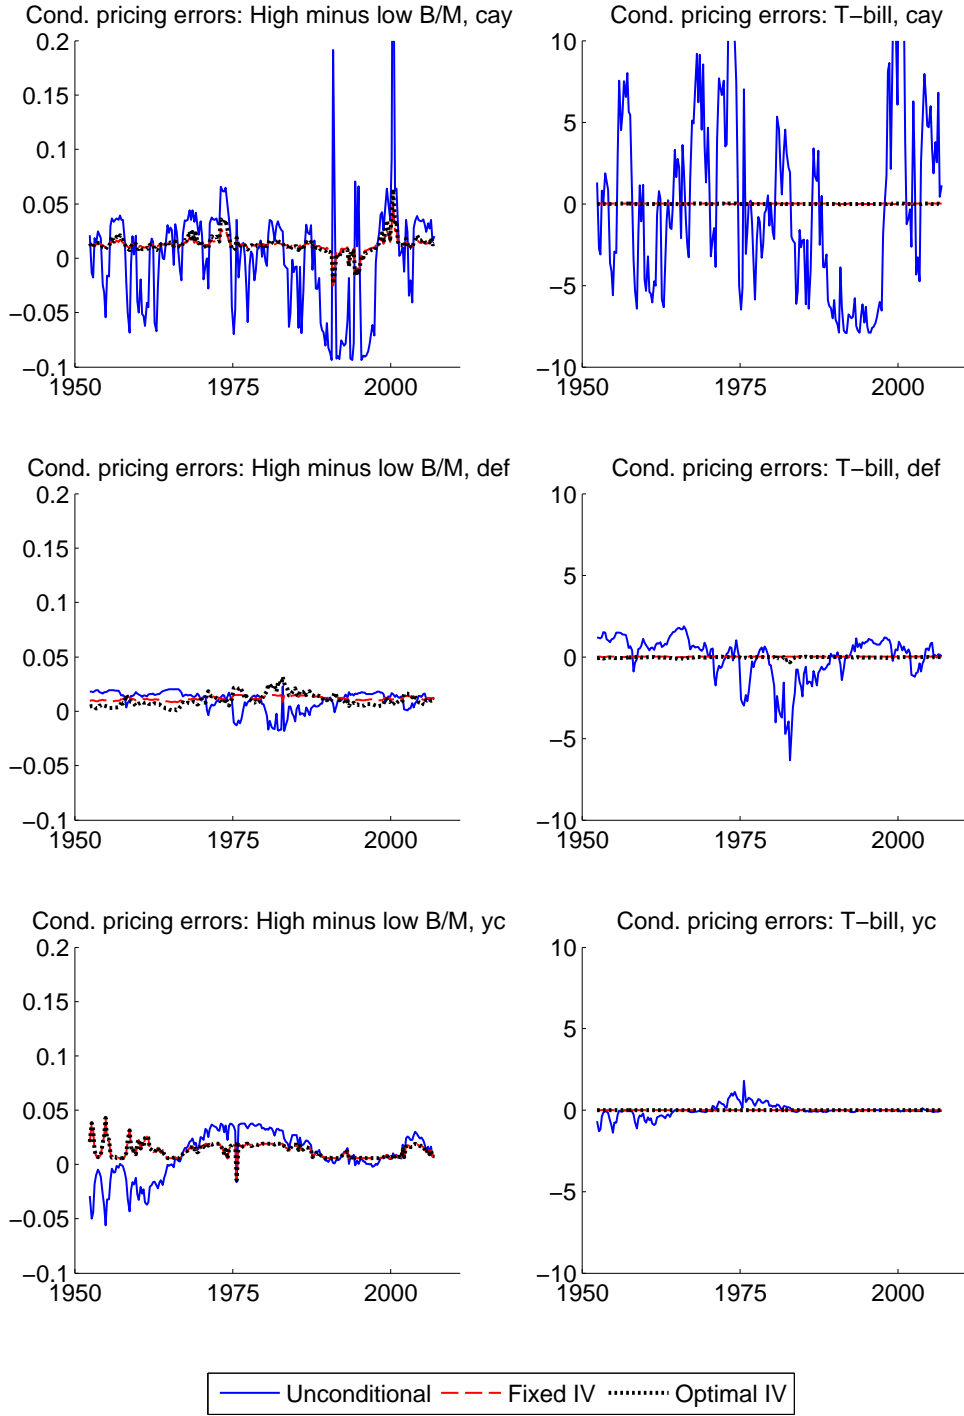 Cond. pricing errors: High minus low B/M, cay
0.2
0.15
0.1
0.05
0
−0.05
−0.1
1950 1975 2000
Cond. pricing errors: T−bill, cay
10
5
0
−5
−10
1950 1975 2000
Cond. pricing errors: High minus low B/M, def
0.2
0.15
0.1
0.05
0
−0.05
−0.1
1950 1975 2000
Cond. pricing errors: T−bill, def
10
5
0
−5
−10
1950 1975 2000
Cond. pricing errors: High minus low B/M, yc
0.2
0.15
0.1
0.05
0
−0.05
−0.1
1950 1975 2000
Cond. pricing errors: T−bill, yc
10
5
0
−5
−10
1950 1975 2000
Unconditional Fixed IV Optimal IV